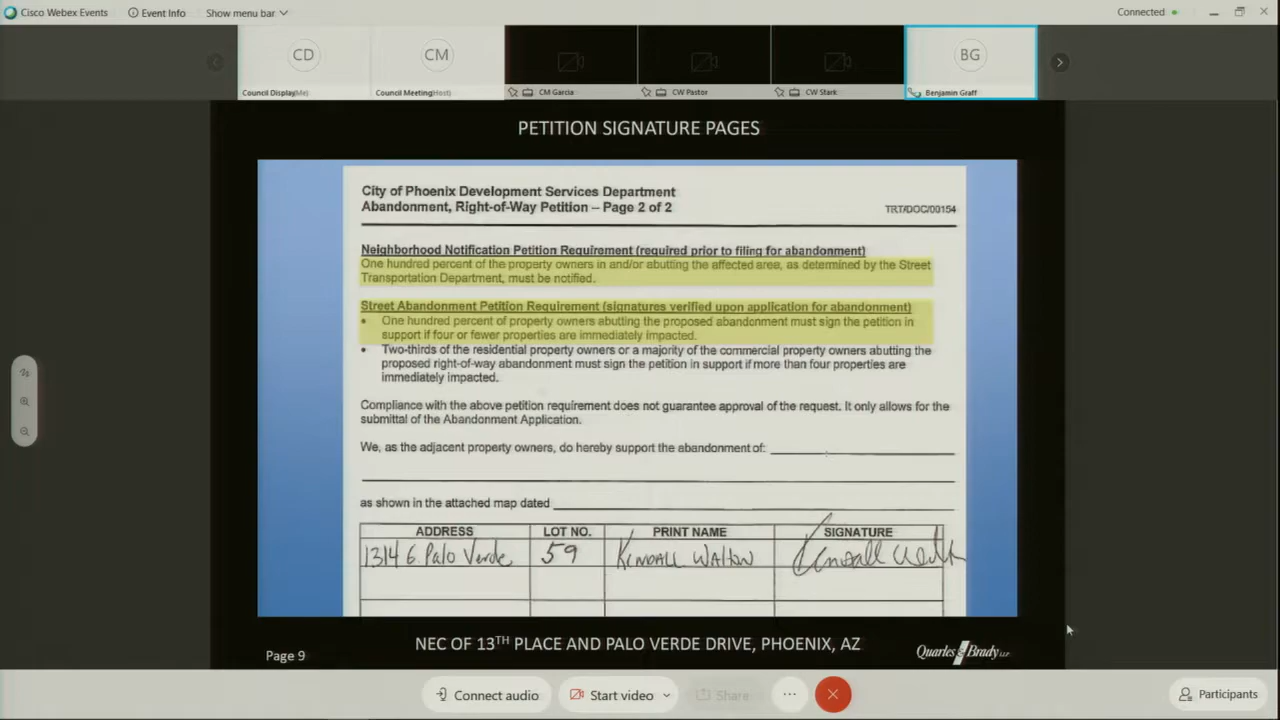 Cisco Webex Events
Event Info
Show menu bar
Connected
CD
CM
BG
Council Display(Me)
Council Meeting(Host)
CM Garcia
CW Pastor
CW Stark
Benjamin Graff
PETITION SIGNATURE PAGES
City of Phoenix Development Services Department
Abandonment, Right-of-Way Petition – Page 2 of 2
TRT/DOC/00154
Neighborhood Notification Petition Requirement (required prior to filing for abandonment)
One hundred percent of the property owners in and/or abutting the affected area, as determined by the Street
Transportation Department, must be notified.
Street Abandonment Petition Requirement (signatures verified upon application for abandonment)
• One hundred percent of property owners abutting the proposed abandonment must sign the petition in
support if four or fewer properties are immediately impacted.
• Two-thirds of the residential property owners or a majority of the commercial property owners abutting the
proposed right-of-way abandonment must sign the petition in support if more than four properties are
immediately impacted.
Compliance with the above petition requirement does not guarantee approval of the request. It only allows for the
submittal of the Abandonment Application.
We, as the adjacent property owners, do hereby support the abandonment of:
as shown in the attached map dated
ADDRESS LOT NO. PRINT NAME SIGNATURE
1314 E Palo Verde 59 KENDALL WALTON
NEC OF 13TH PLACE AND PALO VERDE DRIVE, PHOENIX, AZ
Page 9
Quarles & Brady LLP
Connect audio
Start video
Share
Participants